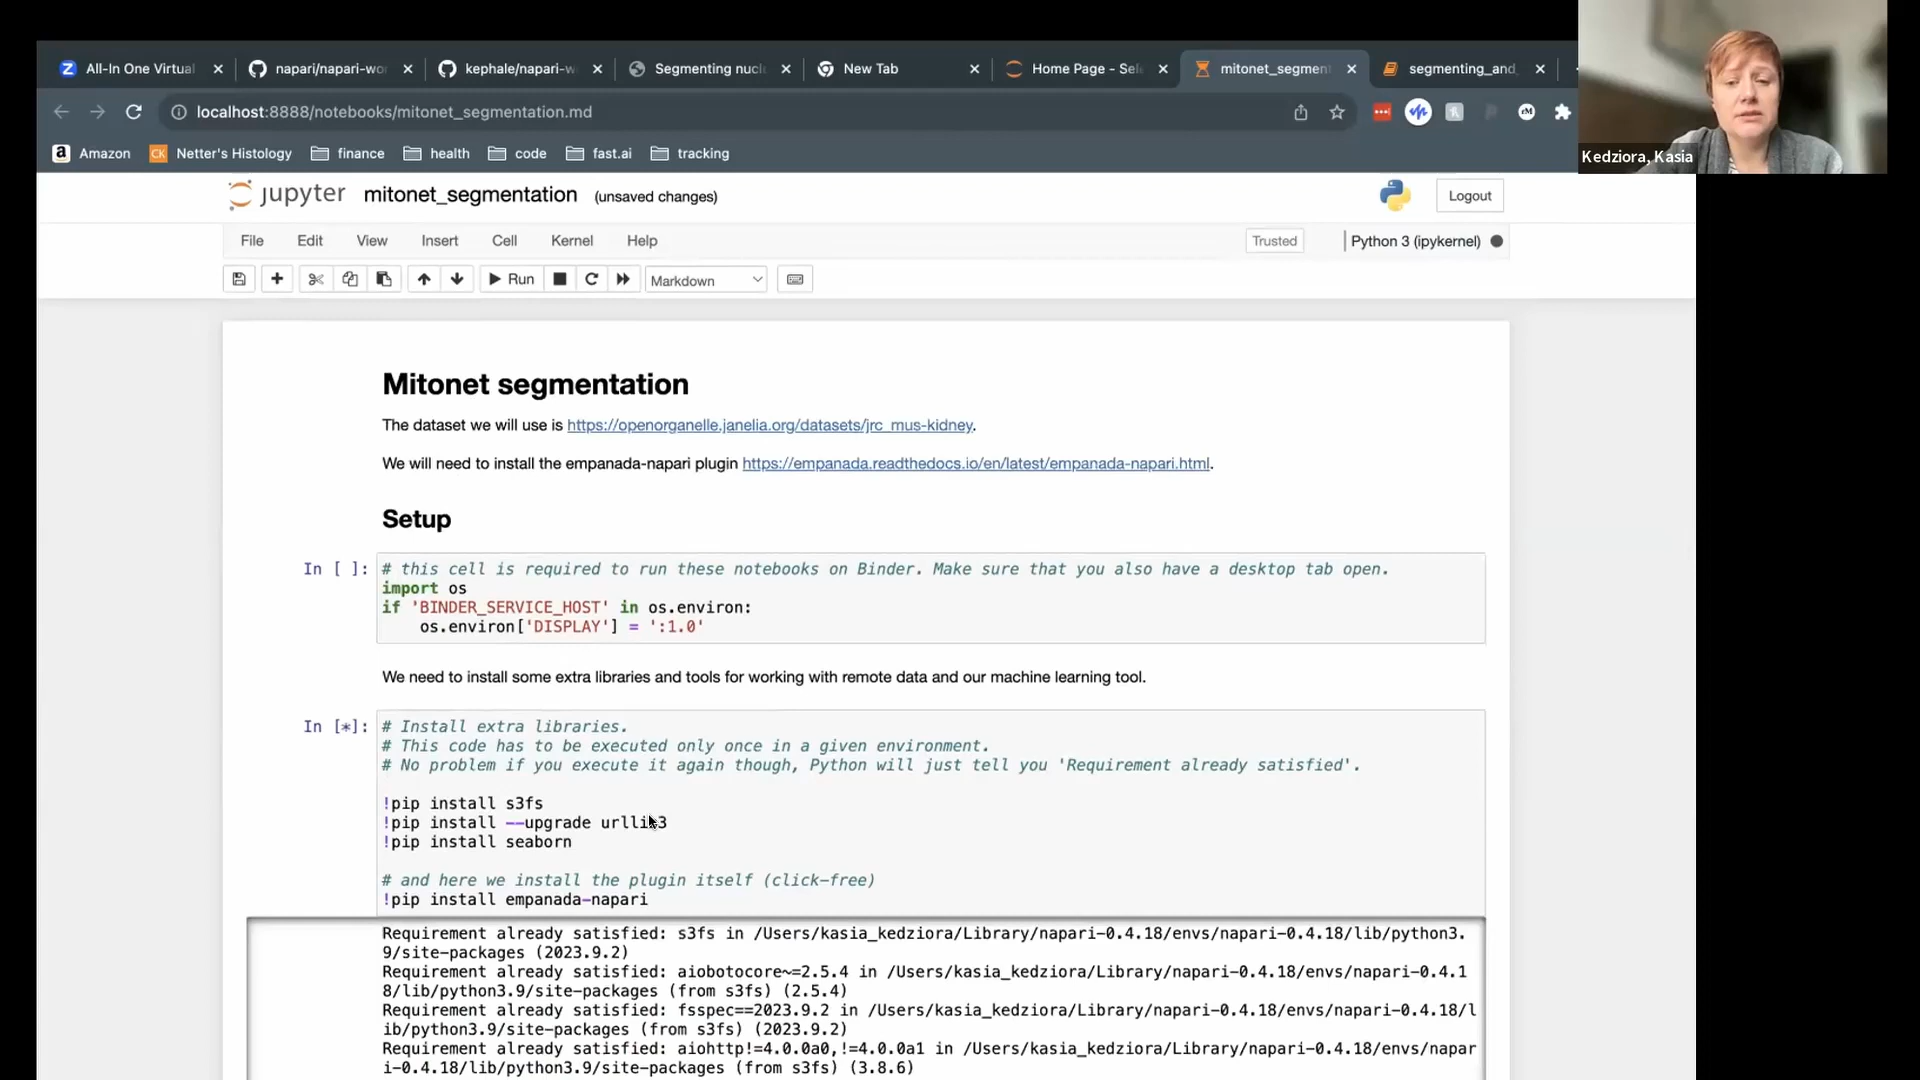 All-In One Virtual
napari/napari-wo
kephale/napari-w
Segmenting nucl
New Tab
Home Page - Sel
mitonet_segmen
segmenting_and_
localhost:8888/notebooks/mitonet_segmentation.md
Kedziora, Kasia
Amazon
Netter's Histology
finance
health
code
fast.ai
tracking
jupyter
mitonet_segmentation (unsaved changes)
Logout
File Edit View Insert Cell Kernel Help
Trusted
Python 3 (ipykernel)
Run
Markdown
Mitonet segmentation
The dataset we will use is https://openorganelle.janelia.org/datasets/jrc_mus-kidney.
We will need to install the empanada-napari plugin https://empanada.readthedocs.io/en/latest/empanada-napari.html.
Setup
In [ ]: # this cell is required to run these notebooks on Binder. Make sure that you also have a desktop tab open.
import os
if 'BINDER_SERVICE_HOST' in os.environ:
os.environ['DISPLAY'] = ':1.0'
We need to install some extra libraries and tools for working with remote data and our machine learning tool.
In [*]: # Install extra libraries.
# This code has to be executed only once in a given environment.
# No problem if you execute it again though, Python will just tell you 'Requirement already satisfied'.
!pip install s3fs
!pip install --upgrade urllib3
!pip install seaborn
# and here we install the plugin itself (click-free)
!pip install empanada-napari
Requirement already satisfied: s3fs in /Users/kasia_kedziora/Library/napari-0.4.18/envs/napari-0.4.18/lib/python3.
9/site-packages (2023.9.2)
Requirement already satisfied: aiobotocore~=2.5.4 in /Users/kasia_kedziora/Library/napari-0.4.18/envs/napari-0.4.1
8/lib/python3.9/site-packages (from s3fs) (2.5.4)
Requirement already satisfied: fsspec==2023.9.2 in /Users/kasia_kedziora/Library/napari-0.4.18/envs/napari-0.4.18/l
ib/python3.9/site-packages (from s3fs) (2023.9.2)
Requirement already satisfied: aiohttp!=4.0.0a0,!=4.0.0a1 in /Users/kasia_kedziora/Library/napari-0.4.18/envs/napar
i-0.4.18/lib/python3.9/site-packages (from s3fs) (3.8.6)